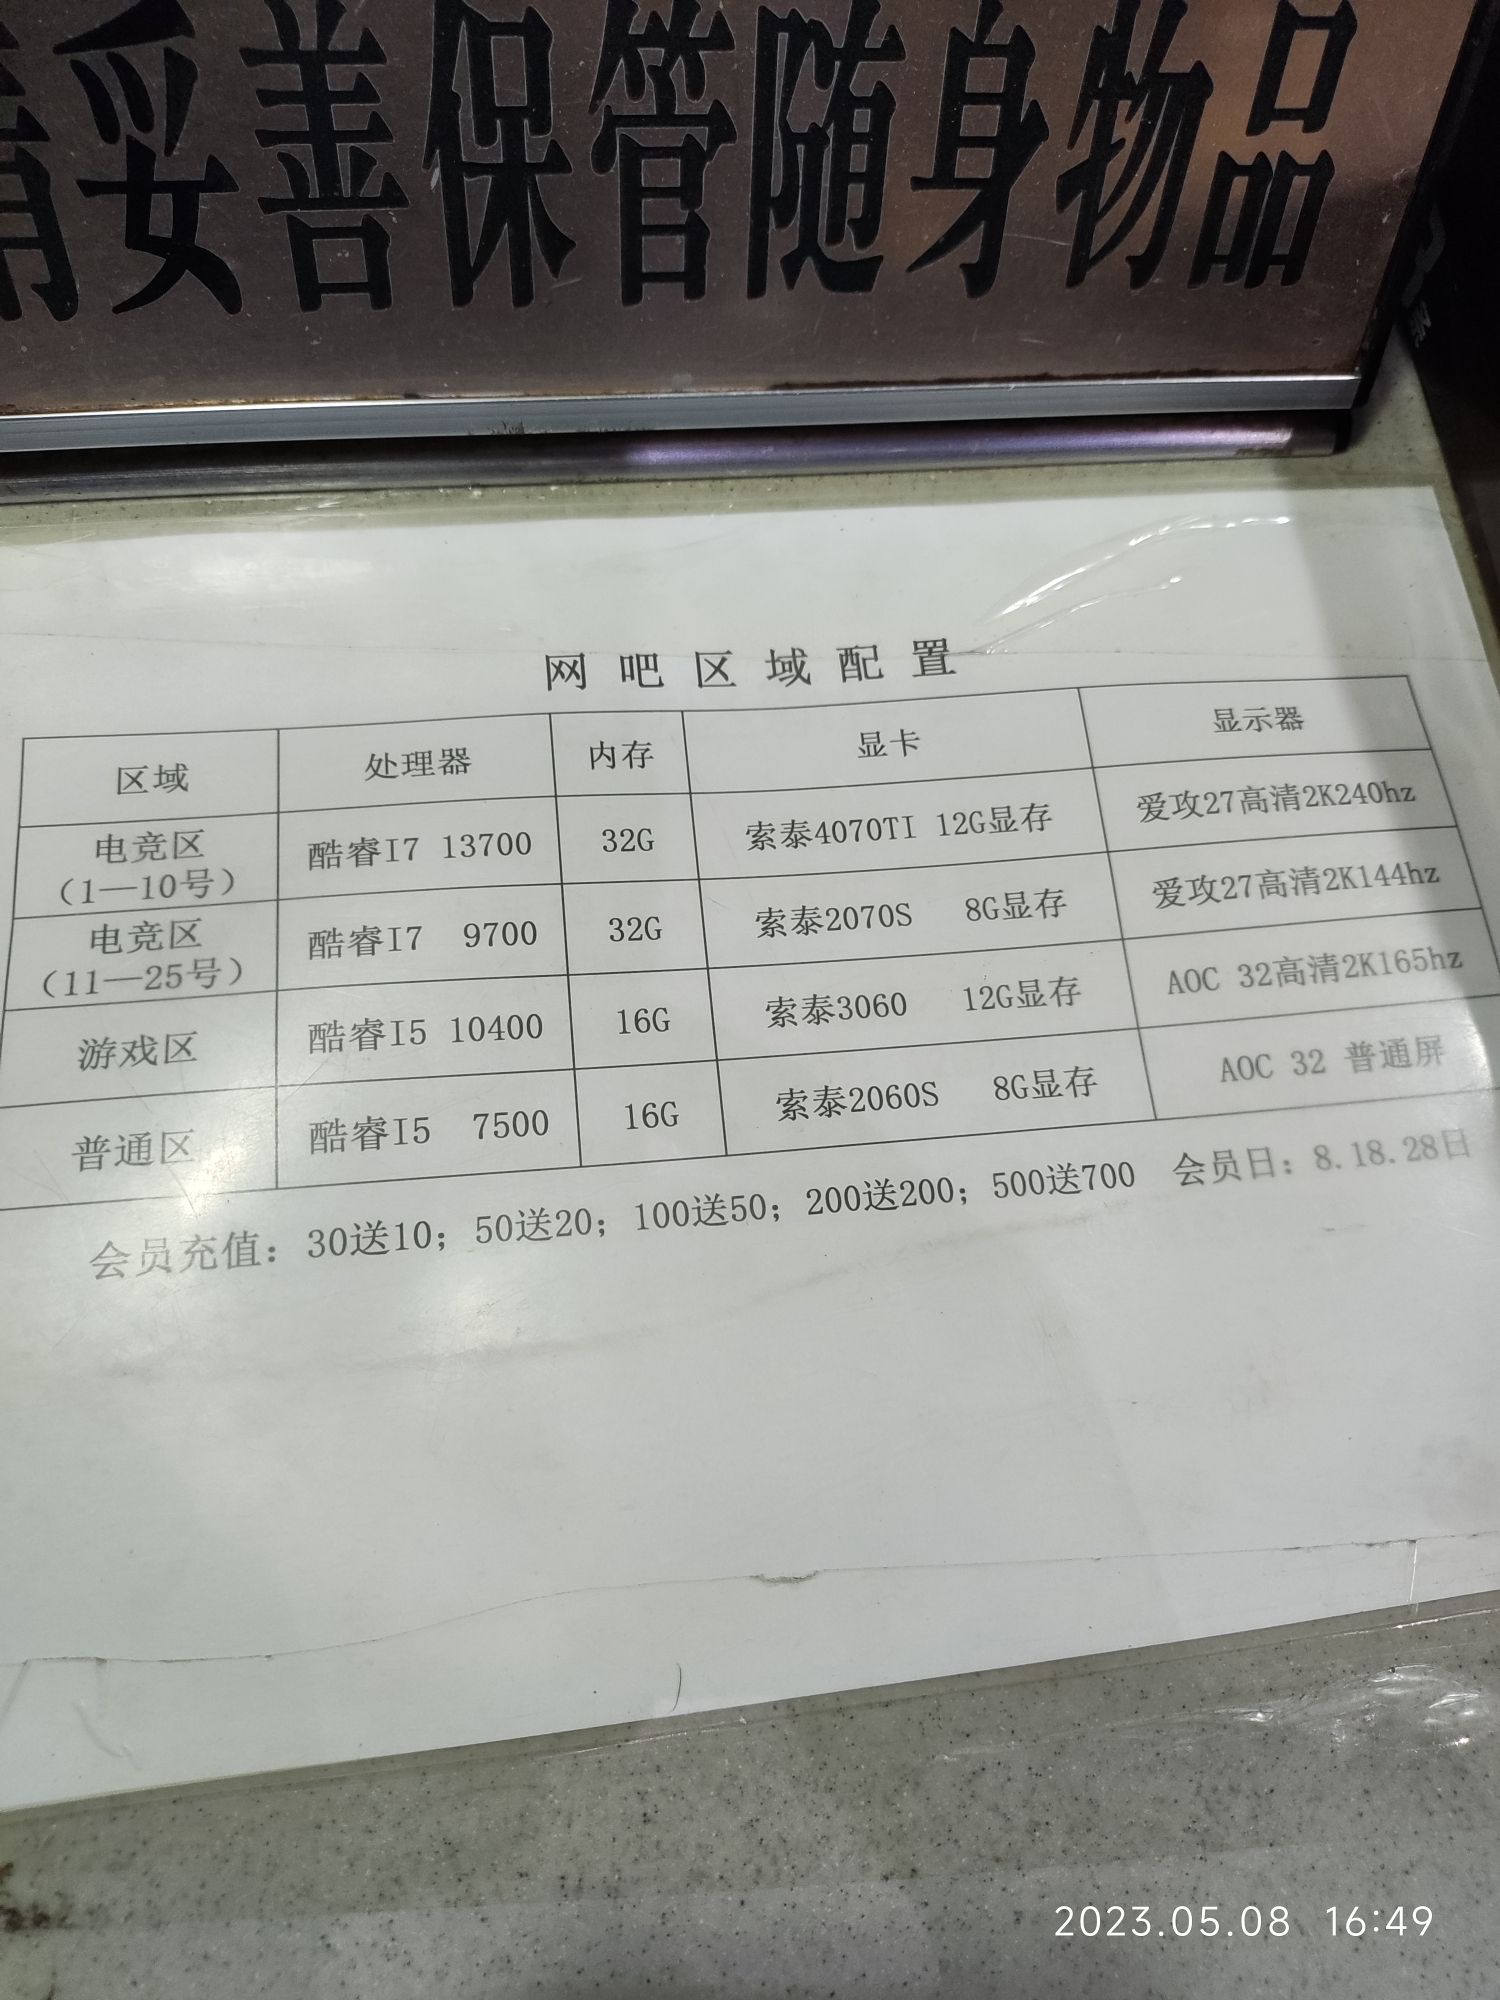 请妥善保管随身物品
网吧区域配置
区域 处理器 内存 显卡 显示器
电竞区 (1—10号) 酷睿I7 13700 32G 索泰4070TI 12G显存 爱攻27高清2K240hz
电竞区 (11—25号) 酷睿I7 9700 32G 索泰2070S 8G显存 爱攻27高清2K144hz
游戏区 酷睿I5 10400 16G 索泰3060 12G显存 AOC 32高清2K165hz
普通区 酷睿I5 7500 16G 索泰2060S 8G显存 AOC 32 普通屏
会员充值：30送10；50送20；100送50；200送200；500送700 会员日：8.18.28日
2023.05.08 16:49